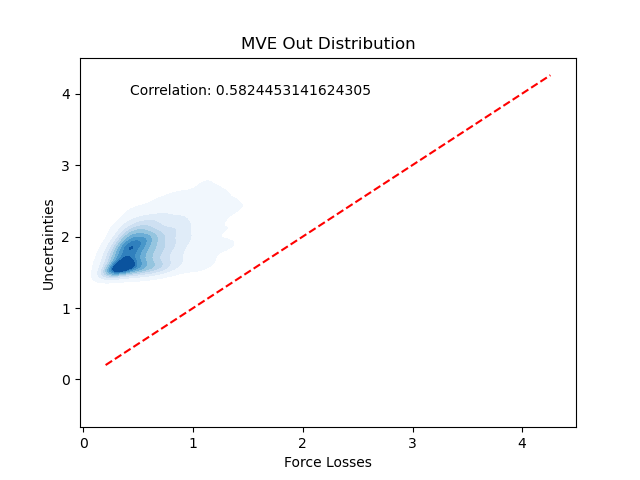 MVE Out Distribution
Correlation: 0.5824453141624305
Uncertainties
4
3
2
1
0
0 1 2 3 4
Force Losses